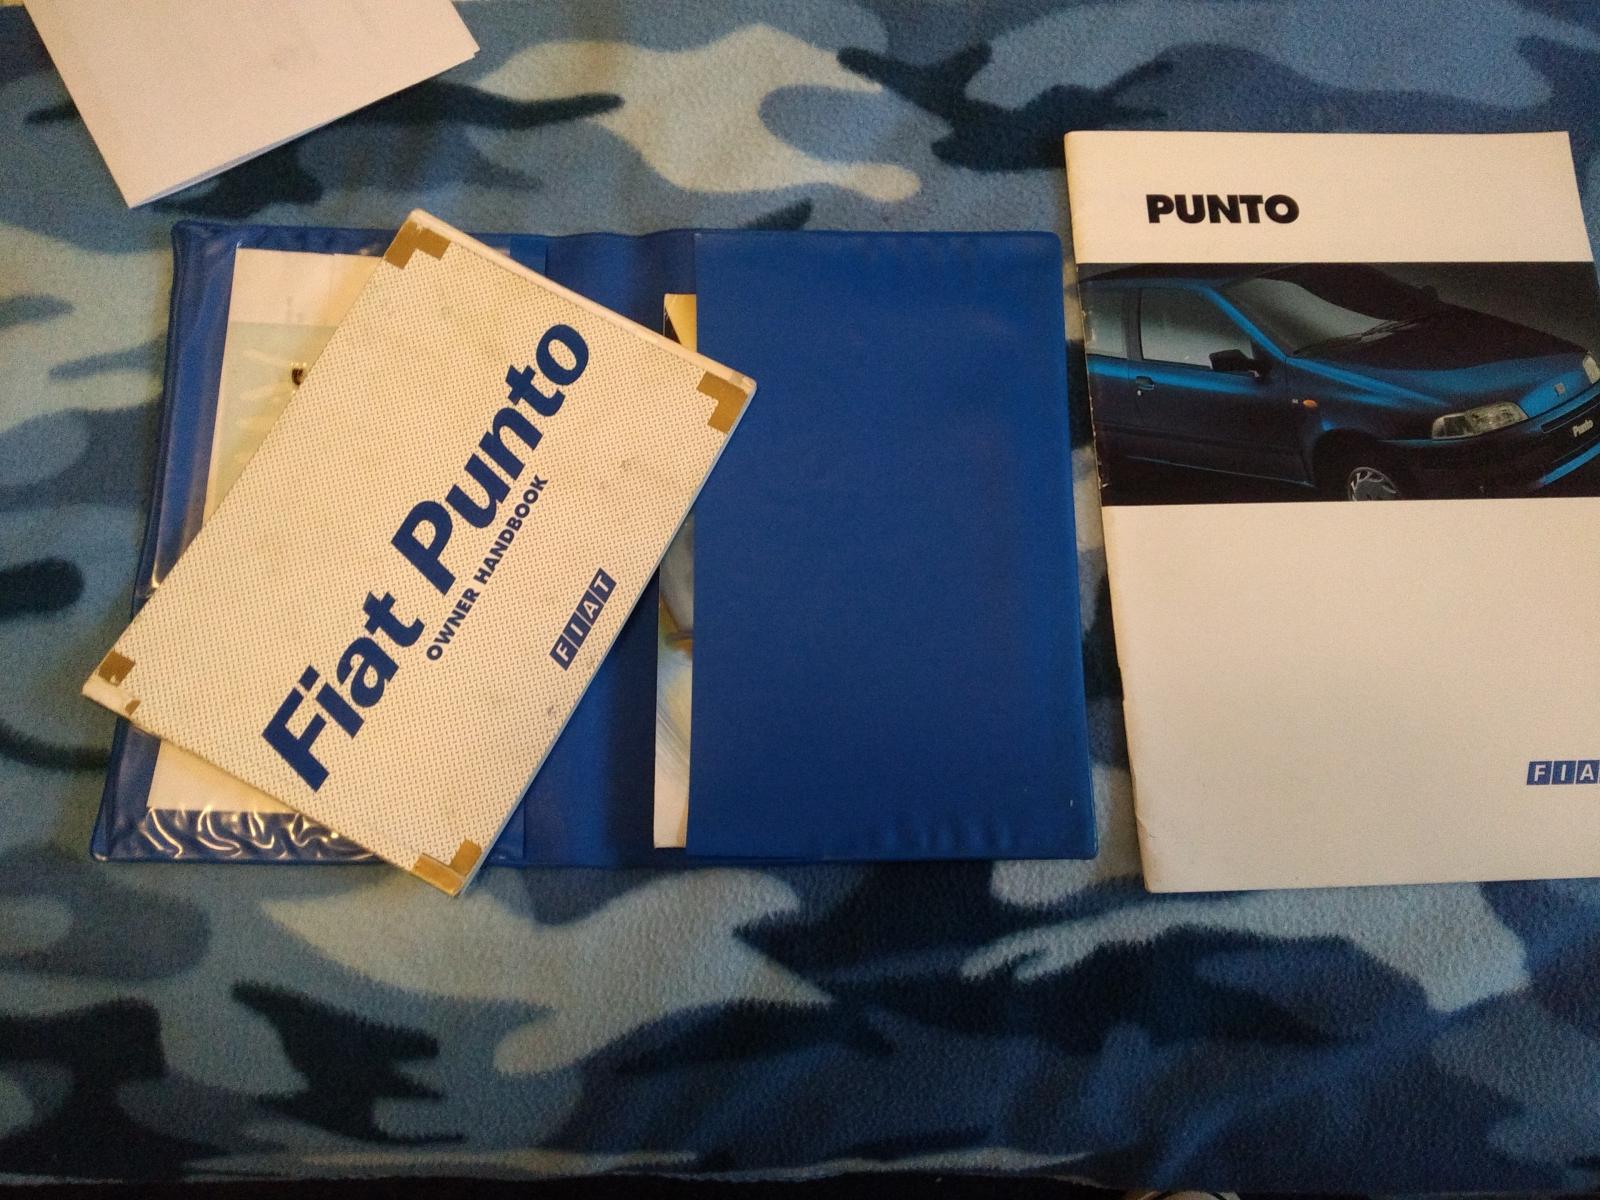 Fiat Punto
OWNER HANDBOOK
FIAT
PUNTO
Punto
FIA